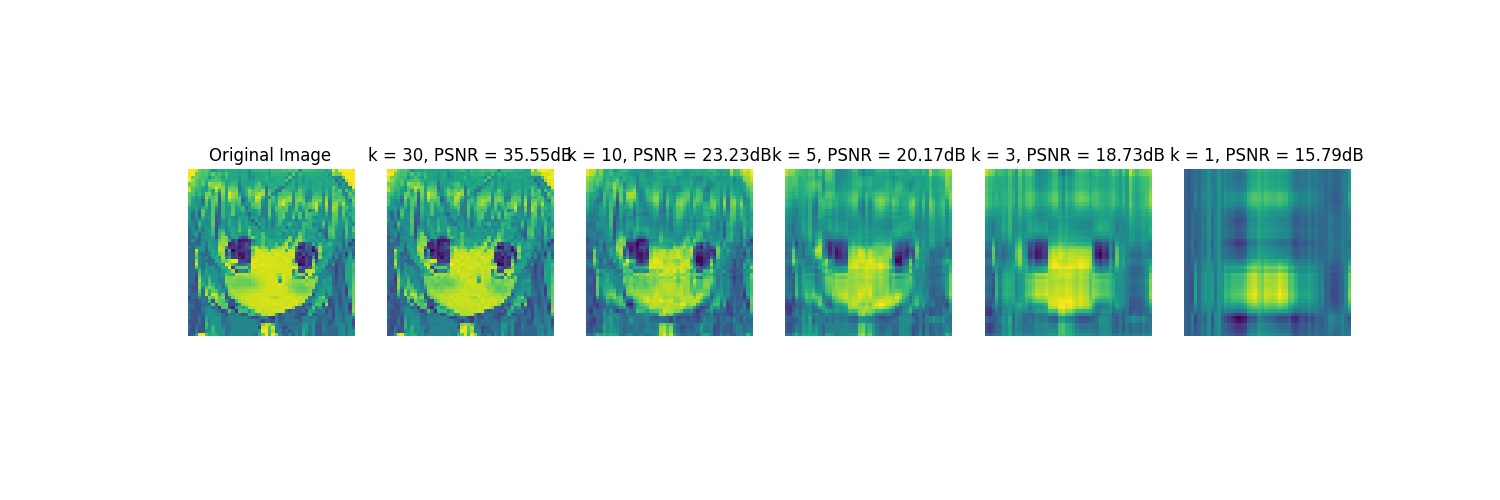 Original Image
k = 30, PSNR = 35.55dB
k = 10, PSNR = 23.23dB
k = 5, PSNR = 20.17dB
k = 3, PSNR = 18.73dB
k = 1, PSNR = 15.79dB